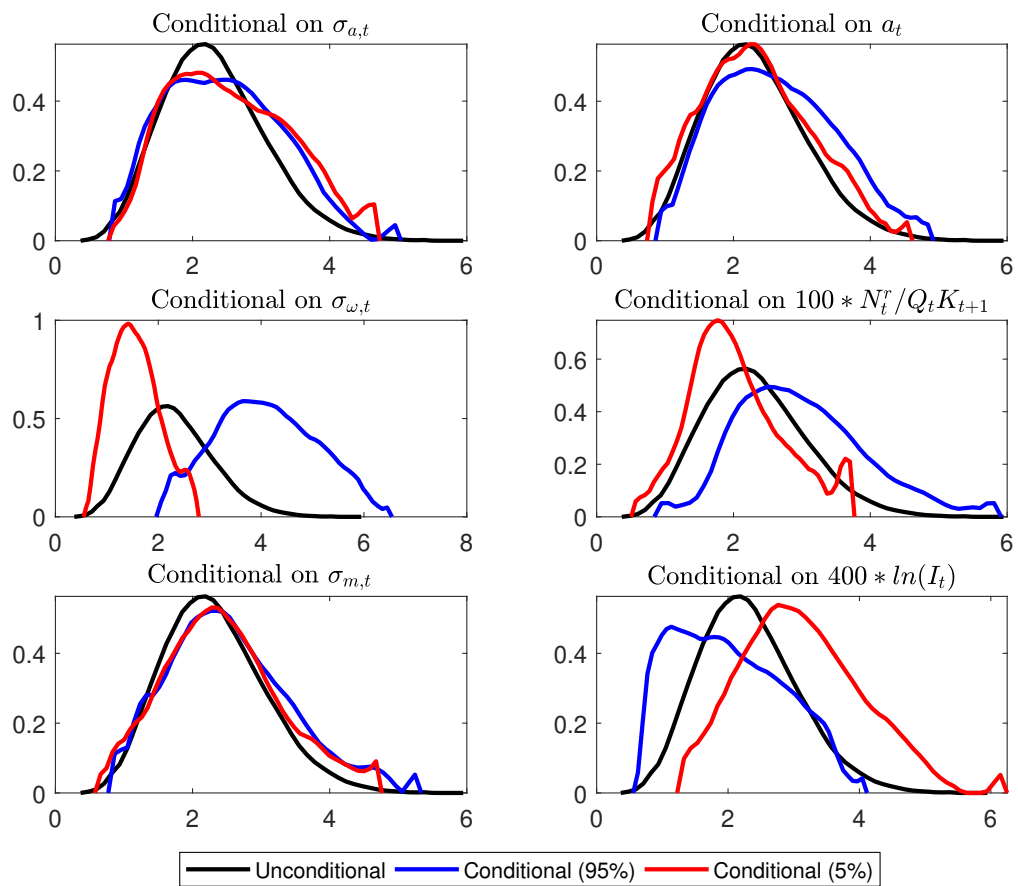 Conditional on σ_{a,t}
0.4
0.2
0
0 2 4 6
Conditional on a_t
0.4
0.2
0
0 2 4 6
Conditional on σ_{ω,t}
1
0.5
0
0 2 4 6 8
Conditional on 100 * N_t^r/Q_tK_{t+1}
0.6
0.4
0.2
0
0 2 4 6
Conditional on σ_{m,t}
0.4
0.2
0
0 2 4 6
Conditional on 400 * ln(I_t)
0.4
0.2
0
0 2 4 6
Unconditional Conditional (95%) Conditional (5%)